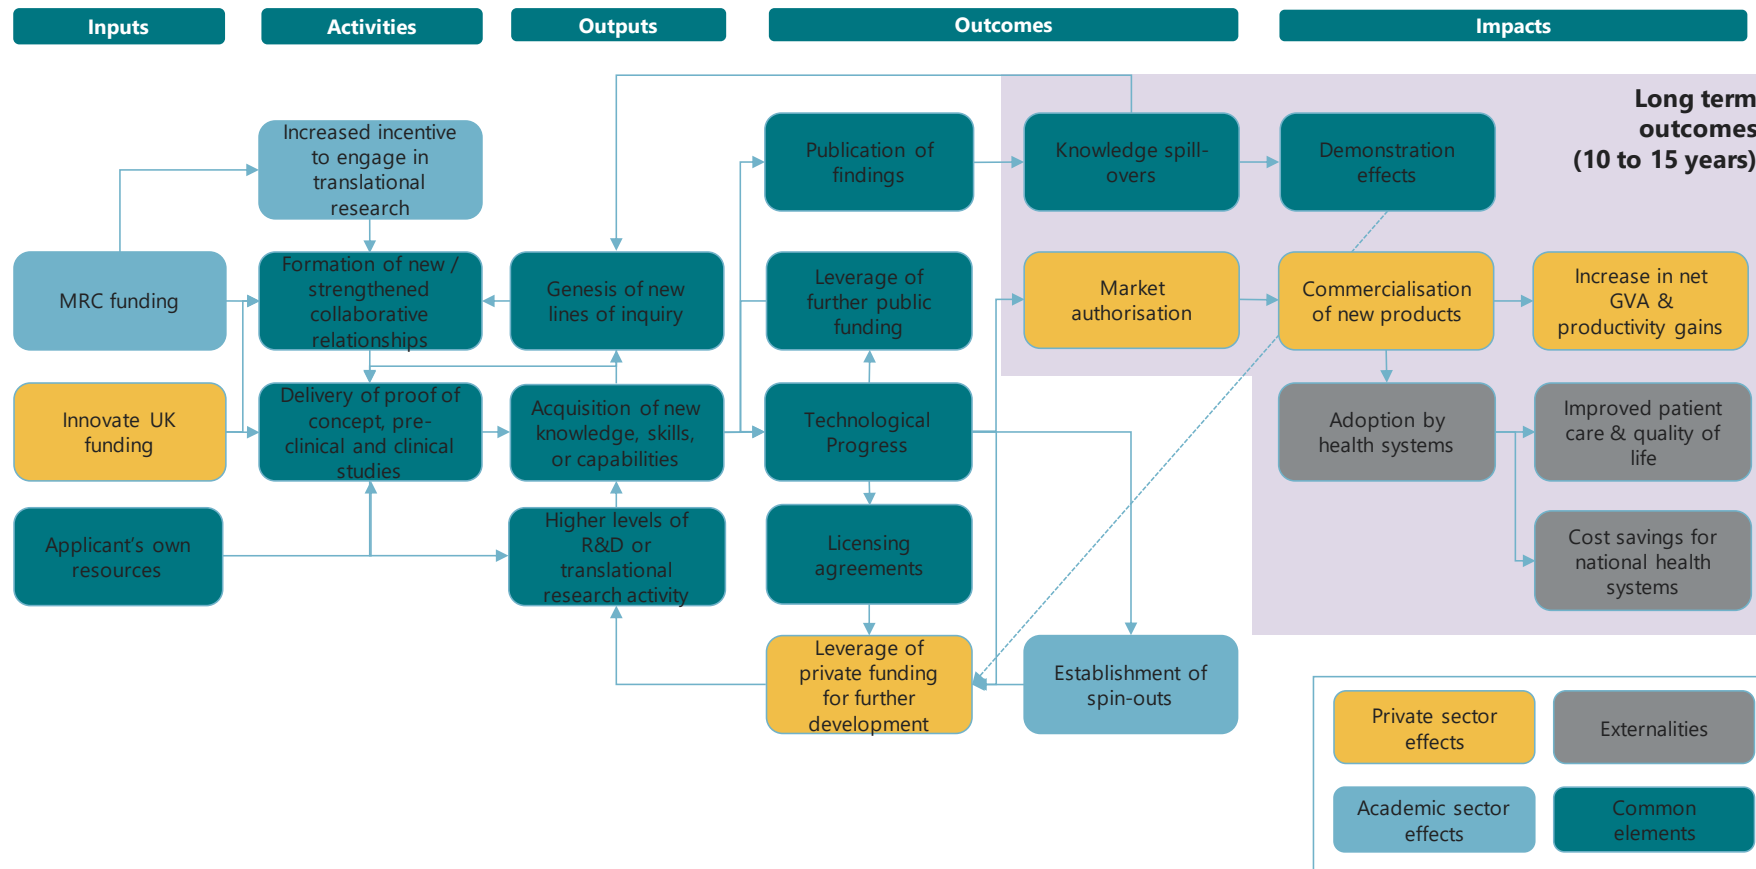 Inputs
Activities
Outputs
Outcomes
Impacts
Long term
outcomes
(10 to 15 years)
Increased incentive
to engage in
translational
research
Publication of
findings
Knowledge spill-
overs
Demonstration
effects
MRC funding
Formation of new /
strengthened
collaborative
relationships
Genesis of new
lines of inquiry
Leverage of
further public
funding
Market
authorisation
Commercialisation
of new products
Increase in net
GVA &
productivity gains
Innovate UK
funding
Delivery of proof of
concept, pre-
clinical and clinical
studies
Acquisition of new
knowledge, skills,
or capabilities
Technological
Progress
Adoption by
health systems
Improved patient
care & quality of
life
Applicant's own
resources
Higher levels of
R&D or
translational
research activity
Licensing
agreements
Cost savings for
national health
systems
Leverage of
private funding
for further
development
Establishment of
spin-outs
Private sector
effects
Externalities
Academic sector
effects
Common
elements